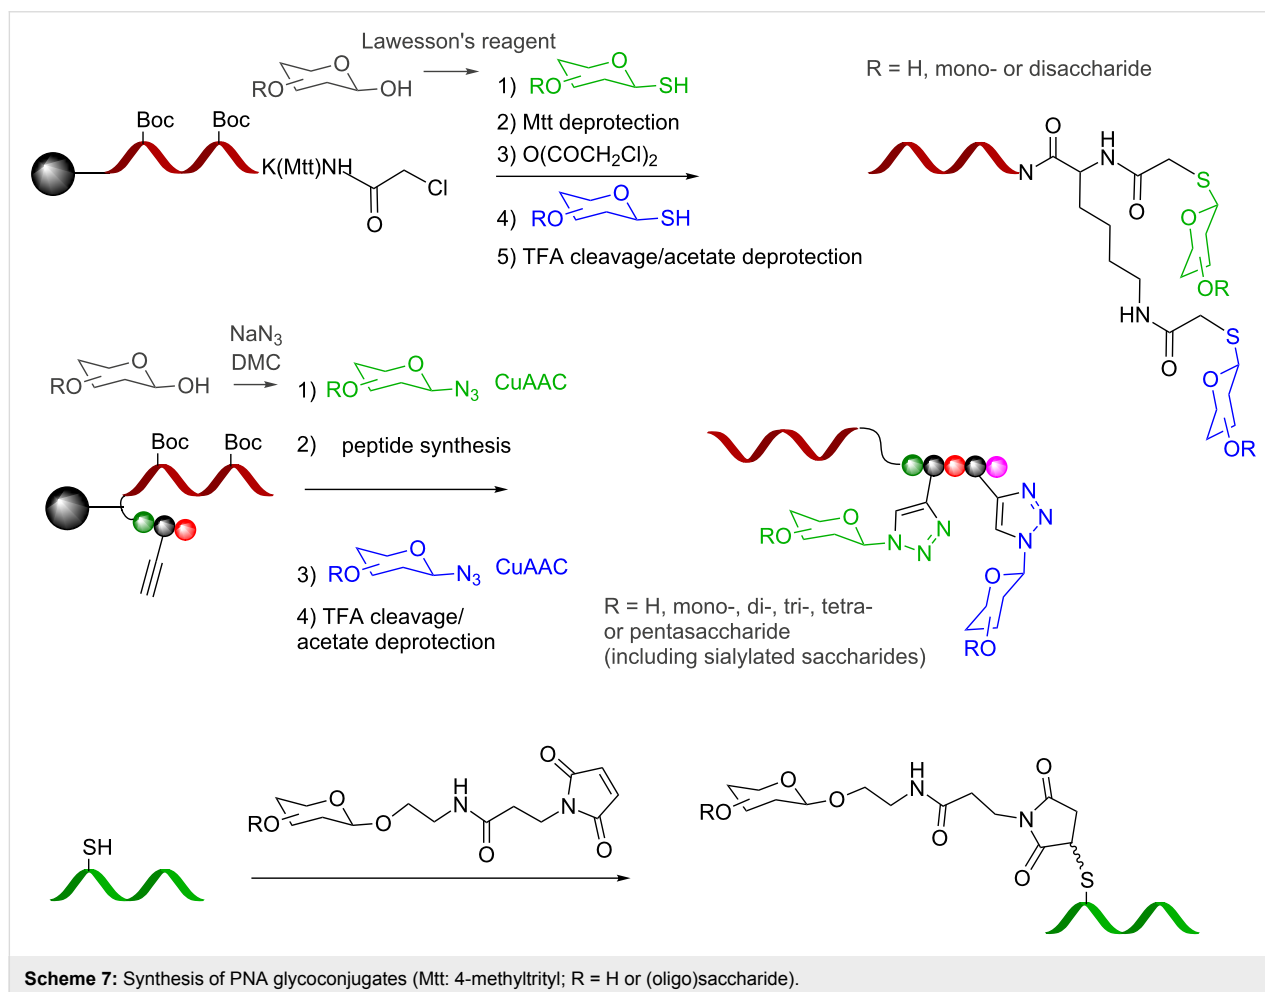 Lawesson's reagent
RO
O
OH
1)
RO
O
SH
R = H, mono- or disaccharide
Boc
Boc
2) Mtt deprotection
K(Mtt)NH
O
Cl
3) O(COCH₂Cl)₂
4)
RO
O
SH
5) TFA cleavage/acetate deprotection
N
O
H
N
O
S
O
OR
HN
O
S
O
OR
NaN₃
DMC
RO
O
OH
1)
RO
O
N₃
CuAAC
Boc
Boc
2) peptide synthesis
3)
RO
O
N₃
CuAAC
4) TFA cleavage/
acetate deprotection
RO
O
N
N
N
N
N
N
O
RO
R = H, mono-, di-, tri-, tetra-
or pentasaccharide
(including sialylated saccharides)
SH
RO
O
O
H
N
O
N
O
O
RO
O
O
H
N
O
N
O
O
S
Scheme 7: Synthesis of PNA glycoconjugates (Mtt: 4-methyltrityl; R = H or (oligo)saccharide).